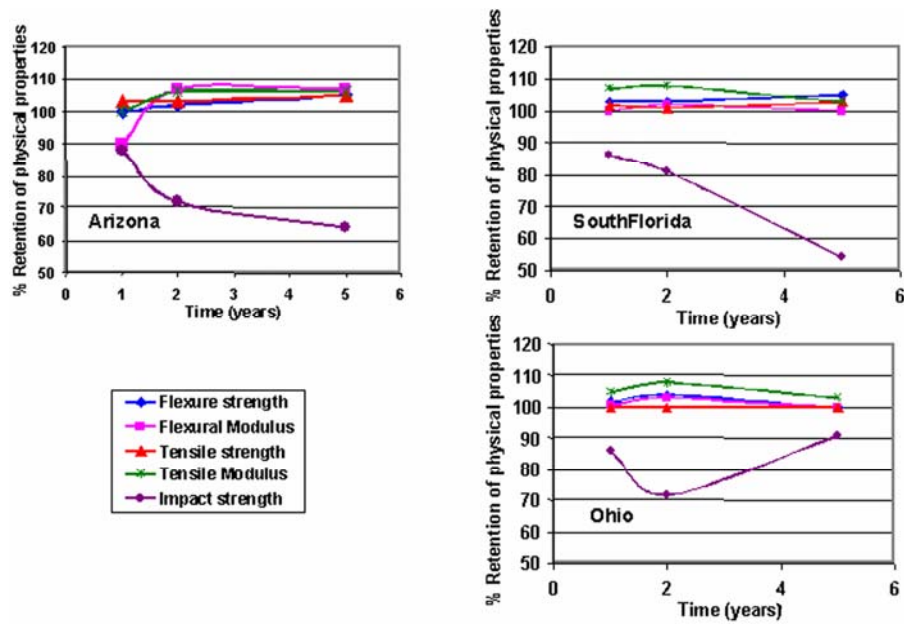 % Retention of physical properties
120
110
100
90
80
70
60
50
Arizona
0 1 2 3 4 5 6
Time (years)
% Retention of physical properties
120
110
100
90
80
70
60
50
SouthFlorida
0 2 4 6
Time (years)
Flexure strength
Flexural Modulus
Tensile strength
Tensile Modulus
Impact strength
% Retention of physical properties
120
110
100
90
80
70
60
50
Ohio
0 2 4 6
Time (years)